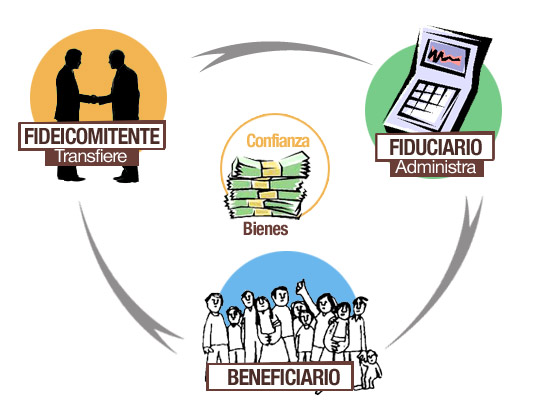 FIDEICOMITENTE
Transfiere
FIDUCIARIO
Administra
Confianza
Bienes
BENEFICIARIO